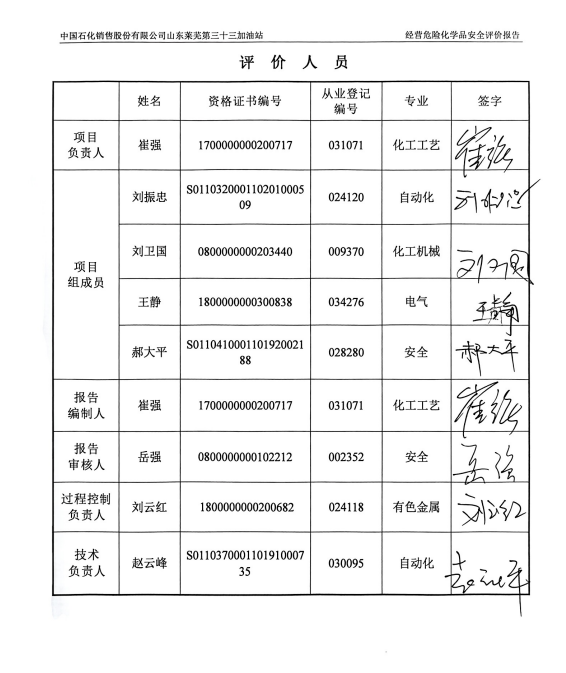 中国石化销售股份有限公司山东莱芜第三十三加油站 经营危险化学品安全评价报告
评 价 人 员
姓名 资格证书编号 从业登记编号 专业 签字
项目负责人 崔强 1700000000200717 031071 化工工艺 崔强
项目组成员 刘振忠 S011032000110201000509 024120 自动化 刘振忠
刘卫国 0800000000203440 009370 化工机械 刘卫国
王静 1800000000300838 034276 电气 王静
郝大平 S011041000110192002188 028280 安全 郝大平
报告编制人 崔强 1700000000200717 031071 化工工艺 崔强
报告审核人 岳强 0800000000102212 002352 安全 岳强
过程控制负责人 刘云红 1800000000200682 024118 有色金属 刘云红
技术负责人 赵云峰 S011037000110191000735 030095 自动化